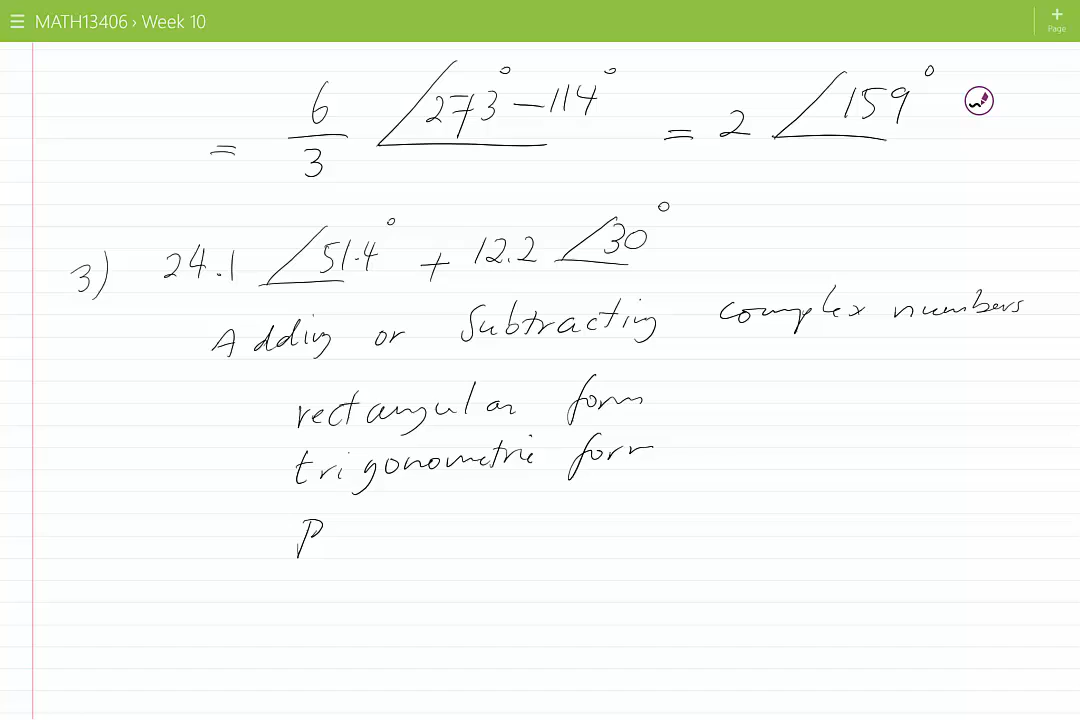 MATH13406 › Week 10
+ Page
= 6/3 ∠273° − 114° = 2 ∠159°
3) 24.1 ∠51.4° + 12.2 ∠30°
Adding or Subtracting complex numbers
rectangular form
trigonometric form
P